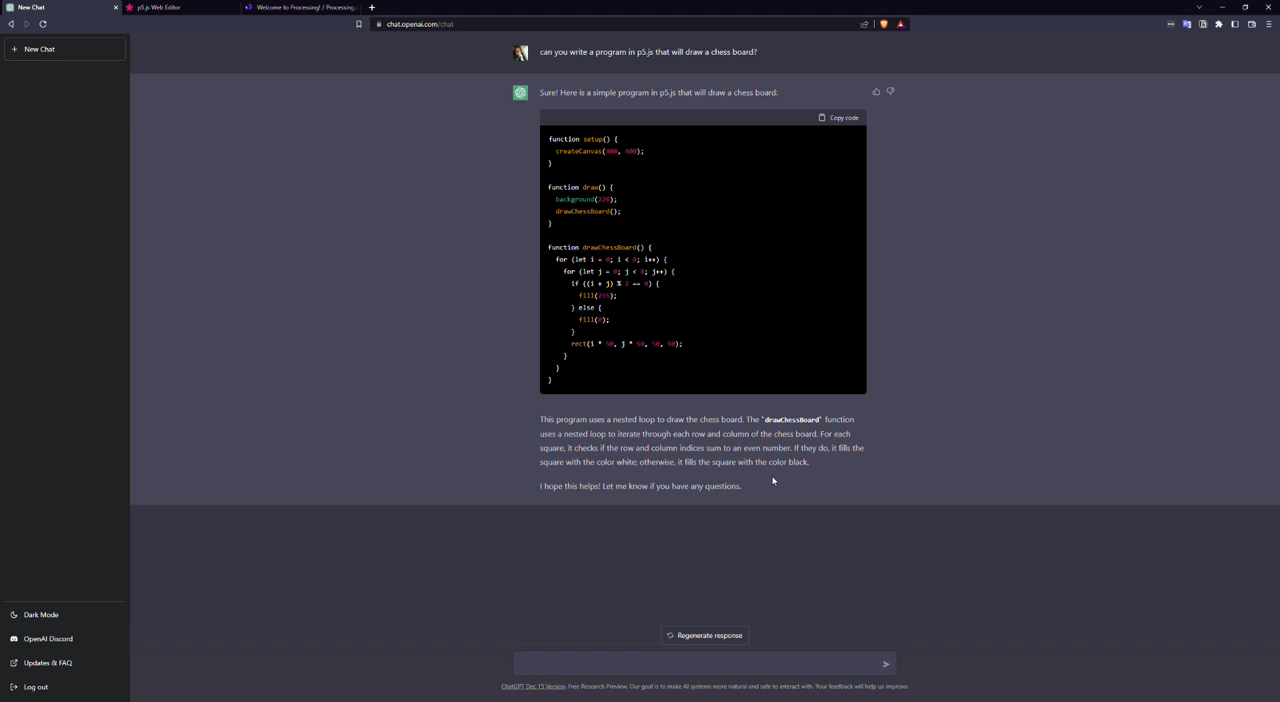 New Chat
p5.js Web Editor
Welcome to Processing! / Processing.
chat.openai.com/chat
New Chat
can you write a program in p5.js that will draw a chess board?
Sure! Here is a simple program in p5.js that will draw a chess board:
Copy code
function setup() {
createCanvas(400, 400);
}
function draw() {
background(220);
drawChessBoard();
}
function drawChessBoard() {
for (let i = 0; i < 8; i++) {
for (let j = 0; j < 8; j++) {
if ((i + j) % 2 == 0) {
fill(255);
} else {
fill(0);
}
rect(i * 50, j * 50, 50, 50);
}
}
}
This program uses a nested loop to draw the chess board. The `drawChessBoard` function
uses a nested loop to iterate through each row and column of the chess board. For each
square, it checks if the row and column indices sum to an even number. If they do, it fills the
square with the color white; otherwise, it fills the square with the color black.
I hope this helps! Let me know if you have any questions.
Dark Mode
OpenAI Discord
Updates & FAQ
Log out
Regenerate response
ChatGPT Dec 15 Version. Free Research Preview. Our goal is to make AI systems more natural and safe to interact with. Your feedback will help us improve.